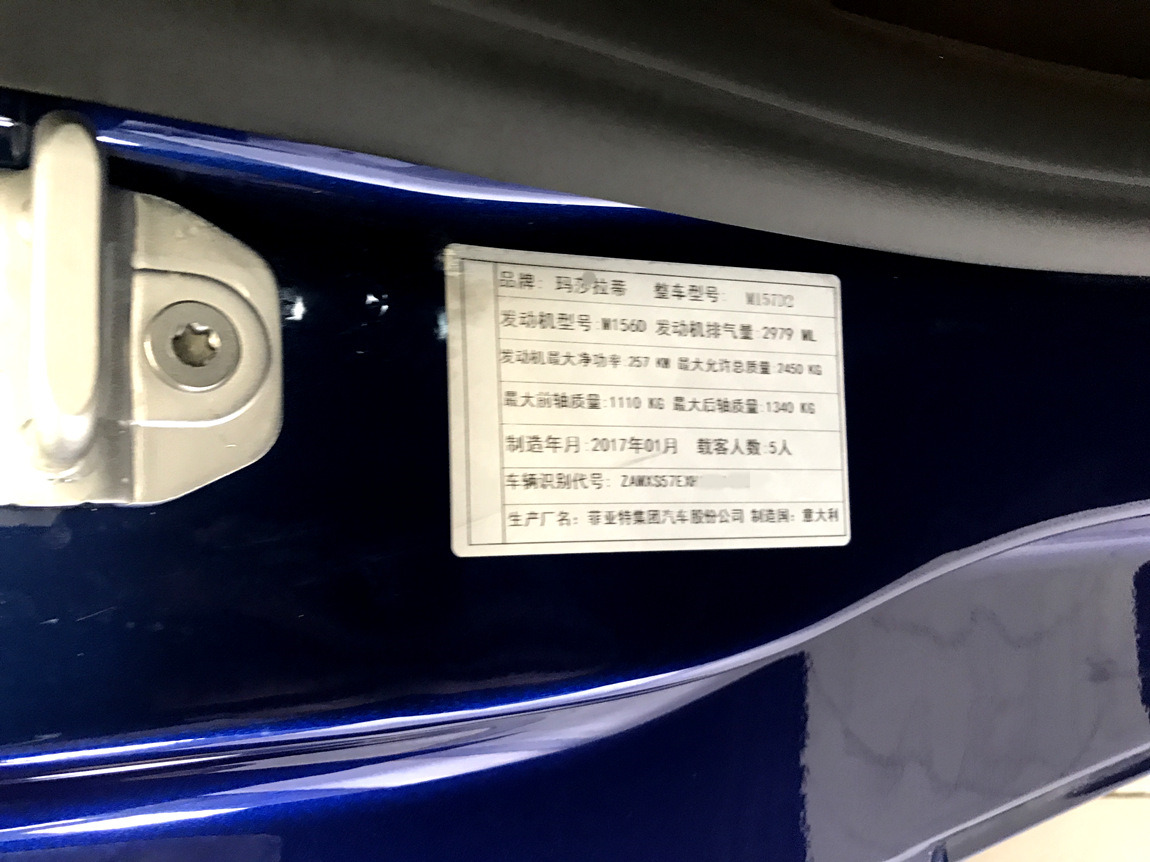 品牌: 玛莎拉蒂 整车型号: M157D2
发动机型号:M156D 发动机排气量:2979 ML
发动机最大净功率:257 KW 最大允许总质量:2450 KG
最大前轴质量:1110 KG 最大后轴质量:1340 KG
制造年月:2017年01月 载客人数:5人
车辆识别代号: ZAMXS57EXH
生产厂名: 菲亚特集团汽车股份公司 制造国: 意大利